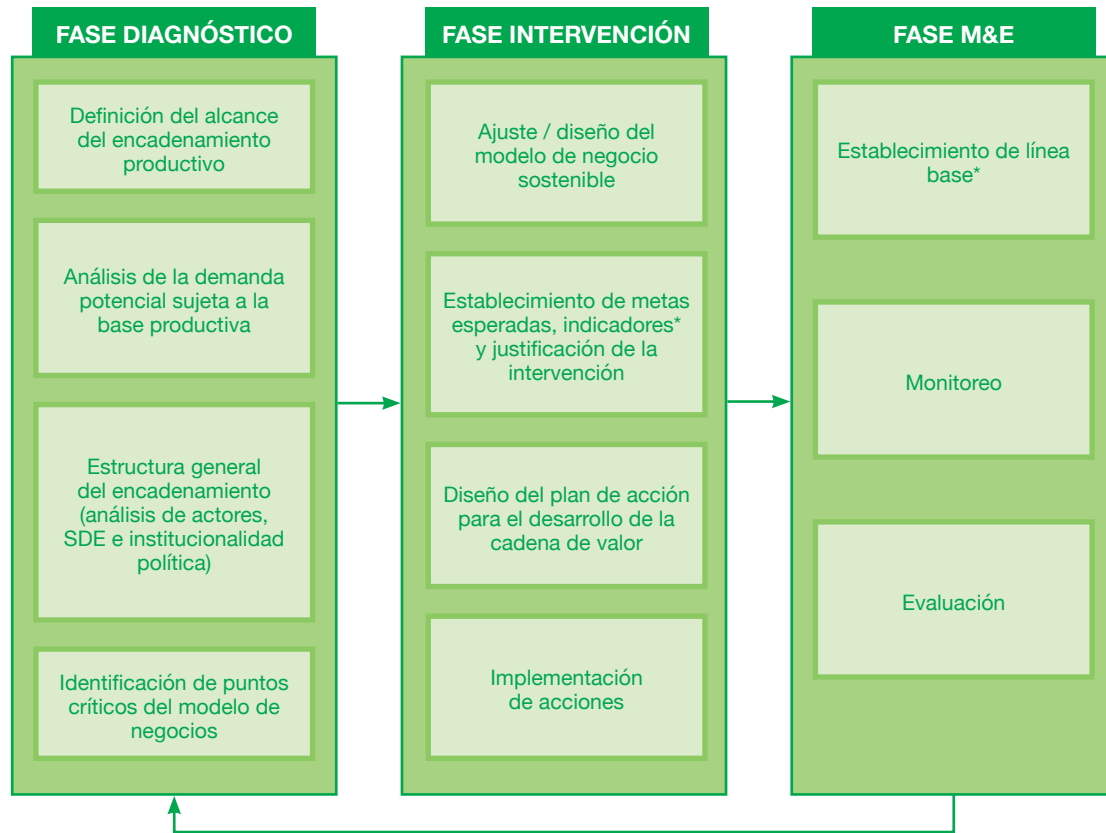 FASE DIAGNÓSTICO
Definición del alcance
del encadenamiento
productivo
Análisis de la demanda
potencial sujeta a la
base productiva
Estructura general
del encadenamiento
(análisis de actores,
SDE e institucionalidad
política)
Identificación de puntos
críticos del modelo de
negocios
FASE INTERVENCIÓN
Ajuste / diseño del
modelo de negocio
sostenible
Establecimiento de metas
esperadas, indicadores*
y justificación de la
intervención
Diseño del plan de acción
para el desarrollo de la
cadena de valor
Implementación
de acciones
FASE M&E
Establecimiento de línea
base*
Monitoreo
Evaluación